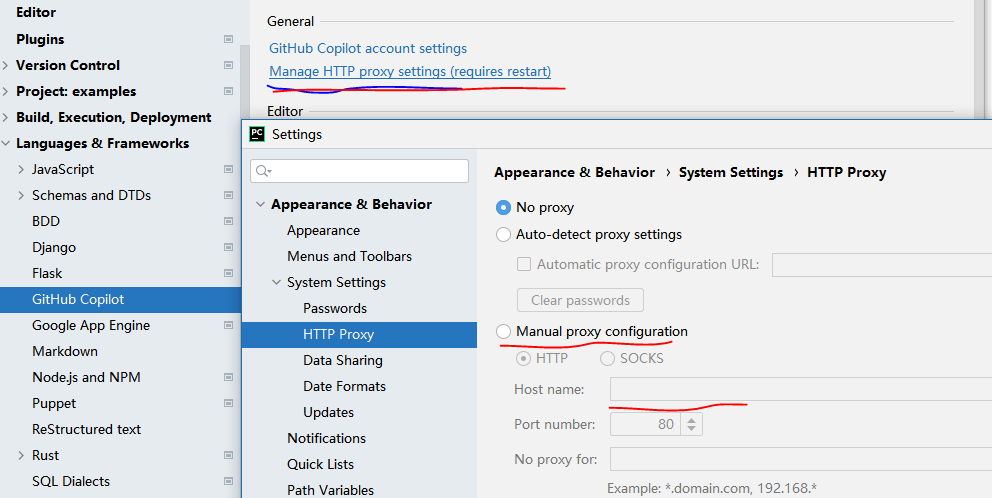 Editor
Plugins
Version Control
Project: examples
Build, Execution, Deployment
Languages & Frameworks
JavaScript
Schemas and DTDs
BDD
Django
Flask
GitHub Copilot
Google App Engine
Markdown
Node.js and NPM
Puppet
ReStructured text
Rust
SQL Dialects
General
GitHub Copilot account settings
Manage HTTP proxy settings (requires restart)
Editor
PC Settings
Appearance & Behavior
Appearance
Menus and Toolbars
System Settings
Passwords
HTTP Proxy
Data Sharing
Date Formats
Updates
Notifications
Quick Lists
Path Variables
Appearance & Behavior › System Settings › HTTP Proxy
No proxy
Auto-detect proxy settings
Automatic proxy configuration URL:
Clear passwords
Manual proxy configuration
HTTP SOCKS
Host name:
Port number: 80
No proxy for:
Example: *.domain.com, 192.168.*